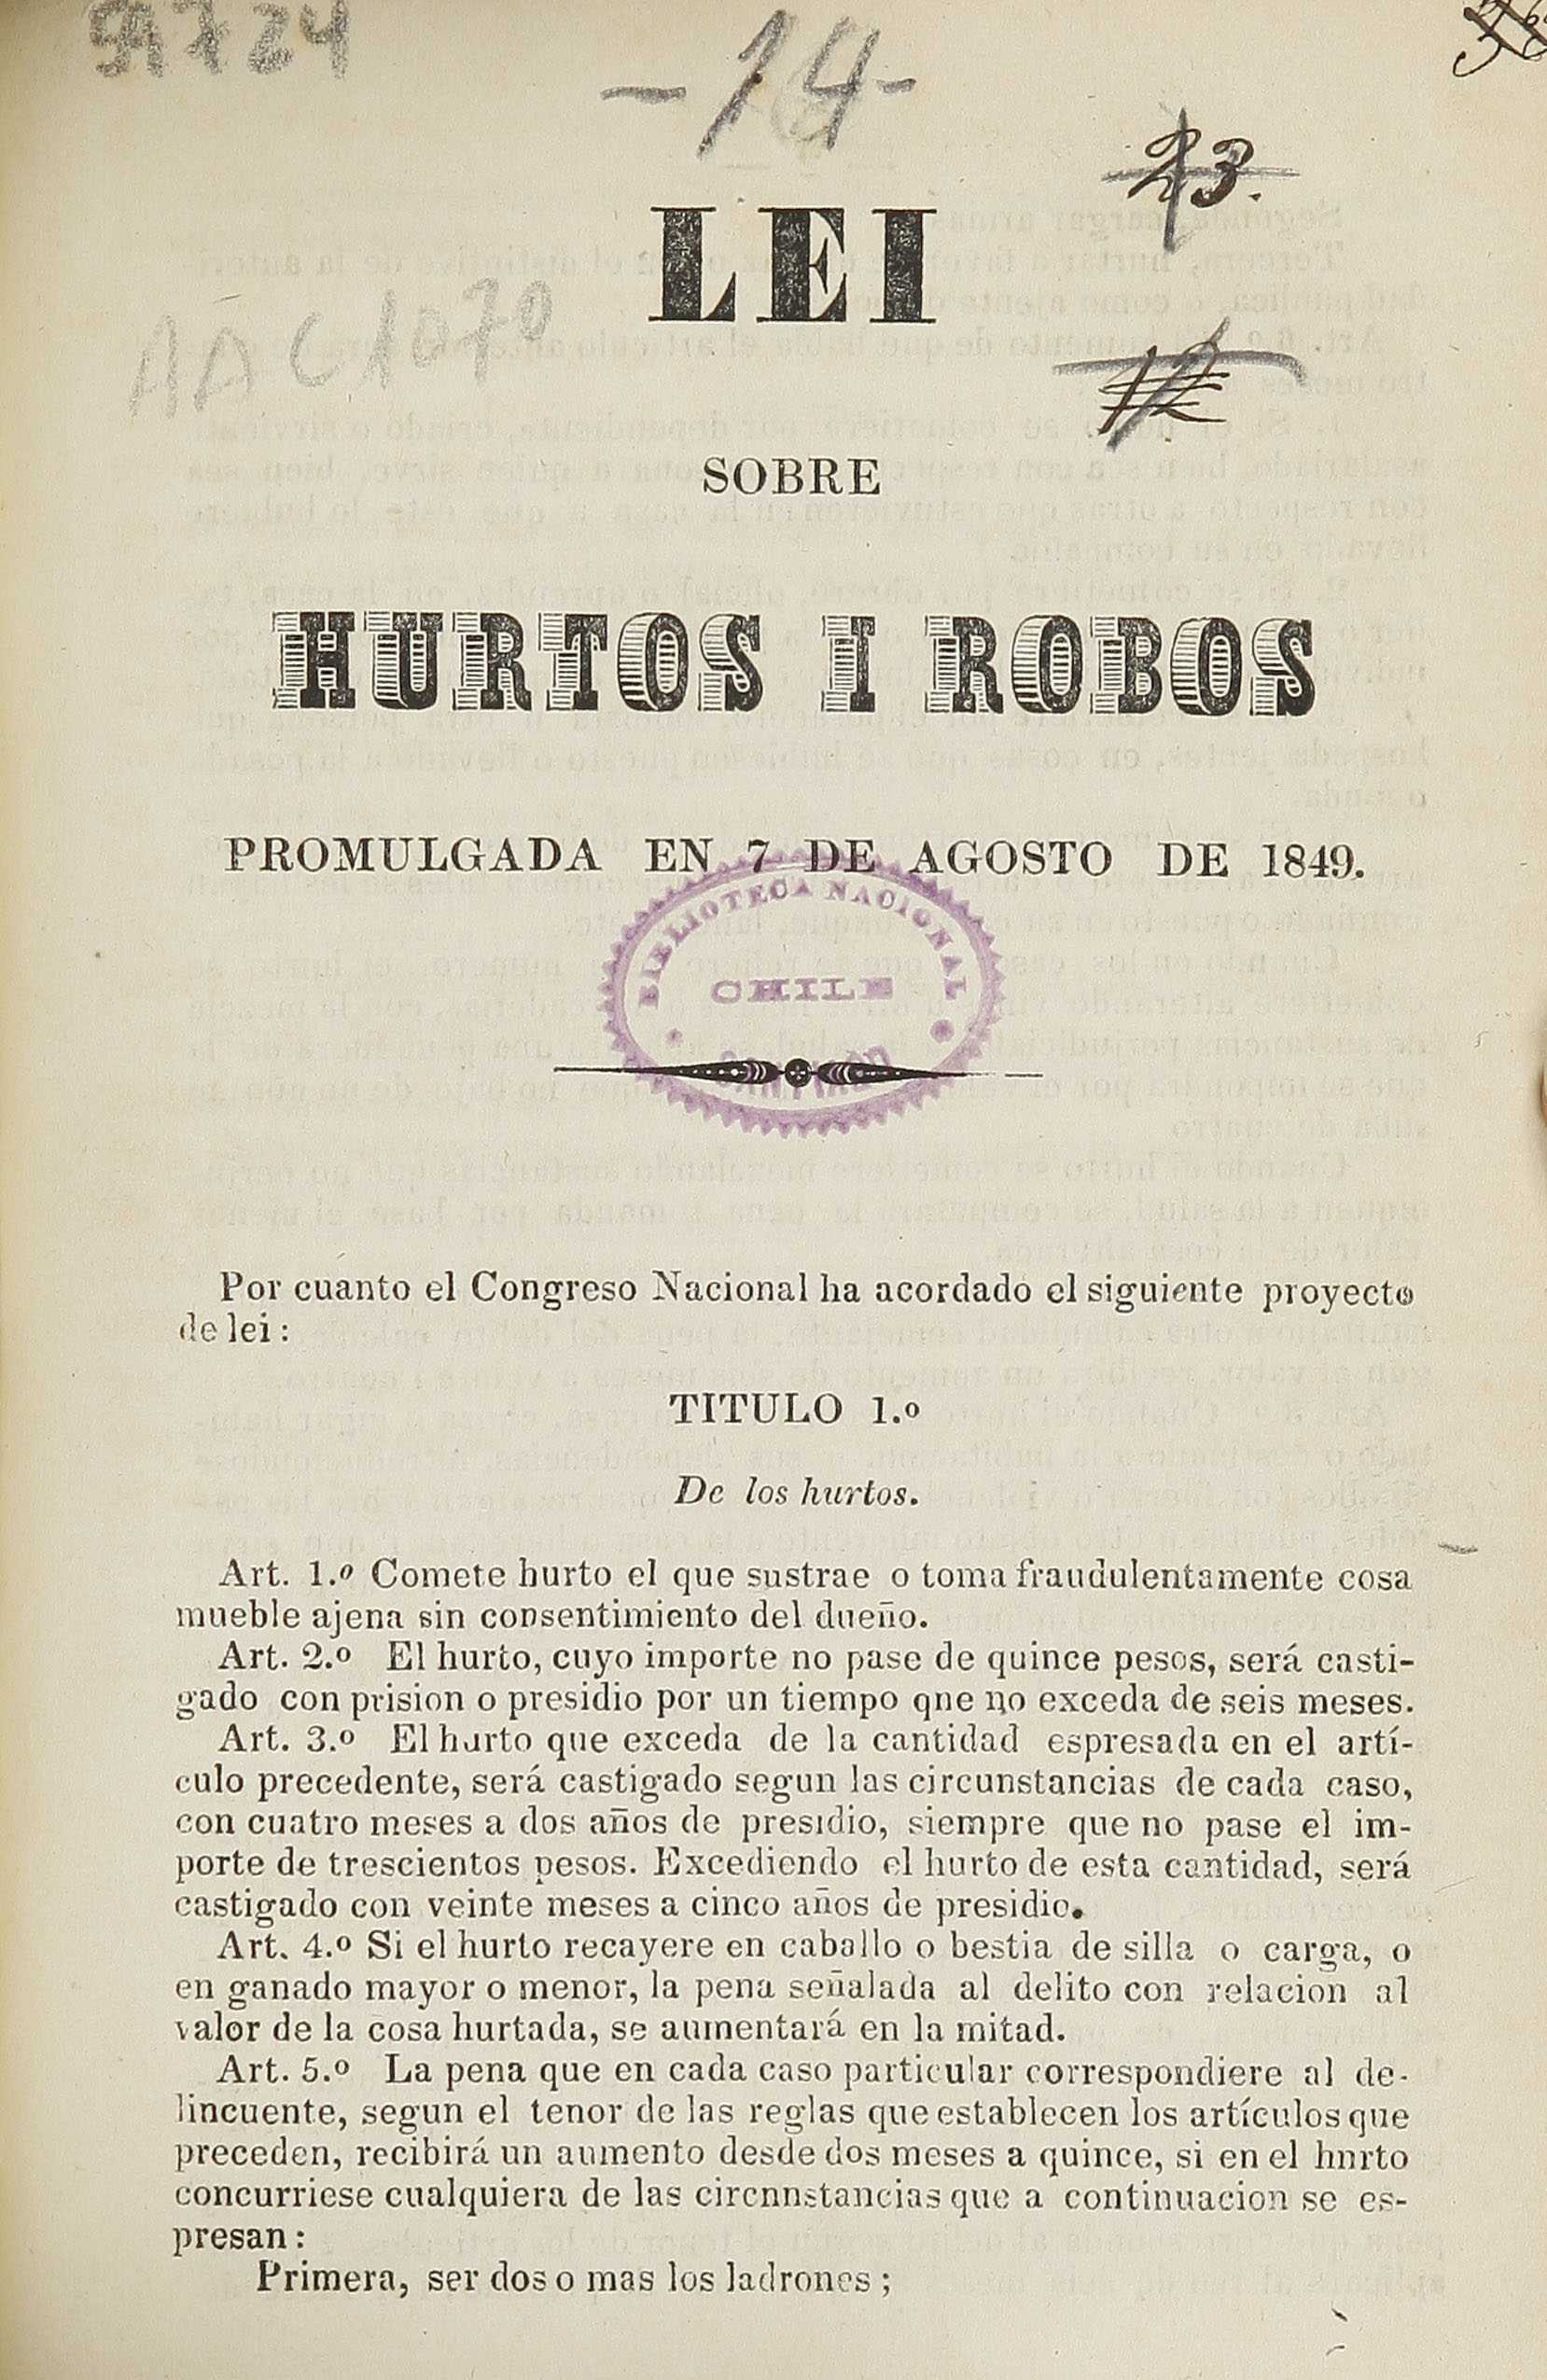 -14-
23.
LEI
AAC1070
12
SOBRE
HURTOS I ROBOS
PROMULGADA EN 7 DE AGOSTO DE 1849.
BIBLIOTECA NACIONAL
CHILE
Por cuanto el Congreso Nacional ha acordado el siguiente proyecto
de lei:
TITULO 1.º
De los hurtos.
Art. 1.º Comete hurto el que sustrae o toma fraudulentamente cosa
mueble ajena sin consentimiento del dueño.
Art. 2.º El hurto, cuyo importe no pase de quince pesos, será casti-
gado con prision o presidio por un tiempo qne no exceda de seis meses.
Art. 3.º El hurto que exceda de la cantidad espresada en el artí-
culo precedente, será castigado segun las circunstancias de cada caso,
con cuatro meses a dos años de presidio, siempre que no pase el im-
porte de trescientos pesos. Excediendo el hurto de esta cantidad, será
castigado con veinte meses a cinco años de presidio.
Art. 4.º Si el hurto recayere en caballo o bestia de silla o carga, o
en ganado mayor o menor, la pena señalada al delito con relacion al
valor de la cosa hurtada, se aumentará en la mitad.
Art. 5.º La pena que en cada caso particular correspondiere al de-
lincuente, segun el tenor de las reglas que establecen los artículos que
preceden, recibirá un aumento desde dos meses a quince, si en el hnrto
concurriese cualquiera de las circnnstancias que a continuacion se es-
presan:
Primera, ser dos o mas los ladrones;